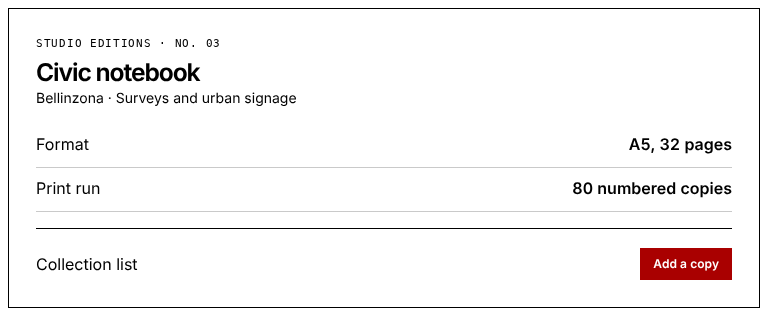 STUDIO EDITIONS · NO. 03
Civic notebook
Bellinzona · Surveys and urban signage
Format A5, 32 pages
Print run 80 numbered copies
Collection list Add a copy